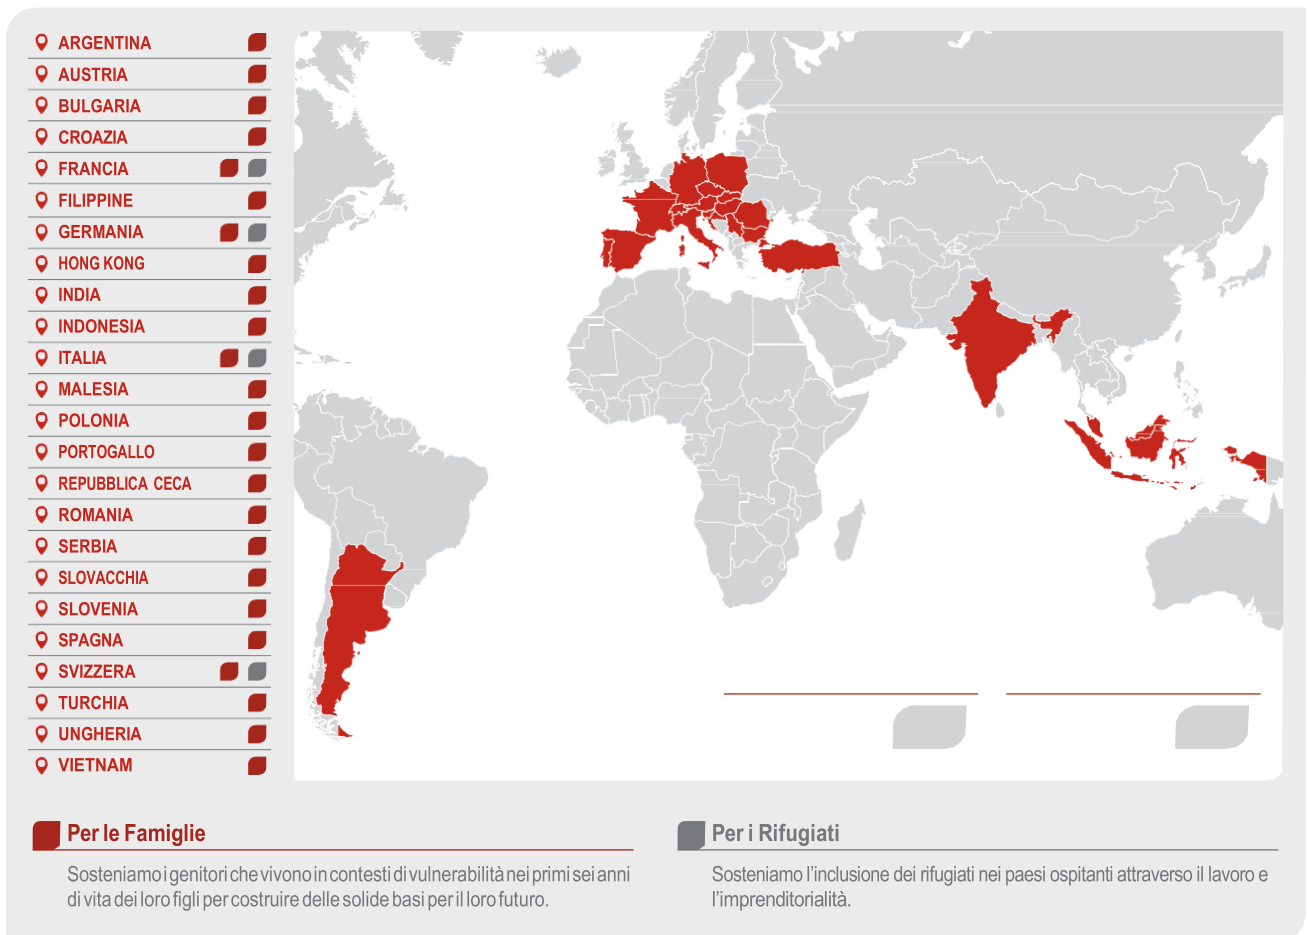 ARGENTINA
AUSTRIA
BULGARIA
CROAZIA
FRANCIA
FILIPPINE
GERMANIA
HONG KONG
INDIA
INDONESIA
ITALIA
MALESIA
POLONIA
PORTOGALLO
REPUBBLICA CECA
ROMANIA
SERBIA
SLOVACCHIA
SLOVENIA
SPAGNA
SVIZZERA
TURCHIA
UNGHERIA
VIETNAM
Per le Famiglie
Sosteniamo i genitori che vivono in contesti di vulnerabilità nei primi sei anni
di vita dei loro figli per costruire delle solide basi per il loro futuro.
Per i Rifugiati
Sosteniamo l’inclusione dei rifugiati nei paesi ospitanti attraverso il lavoro e
l’imprenditorialità.